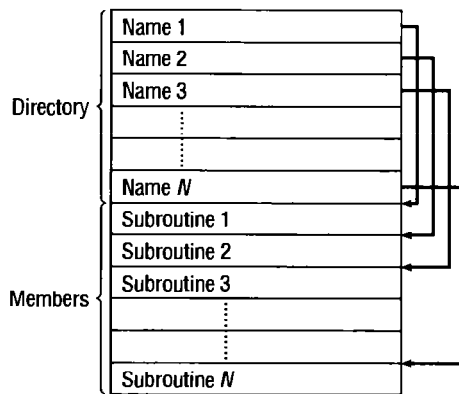 Name 1
Name 2
Name 3
Directory
Name N
Subroutine 1
Subroutine 2
Subroutine 3
Members
Subroutine N